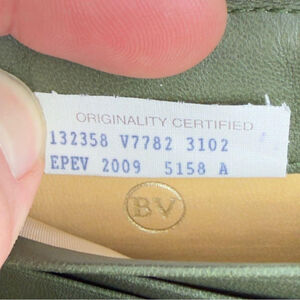 ORIGINALITY CERTIFIED
132358 V7782 3102
EPEV 2009 5158 A
BV